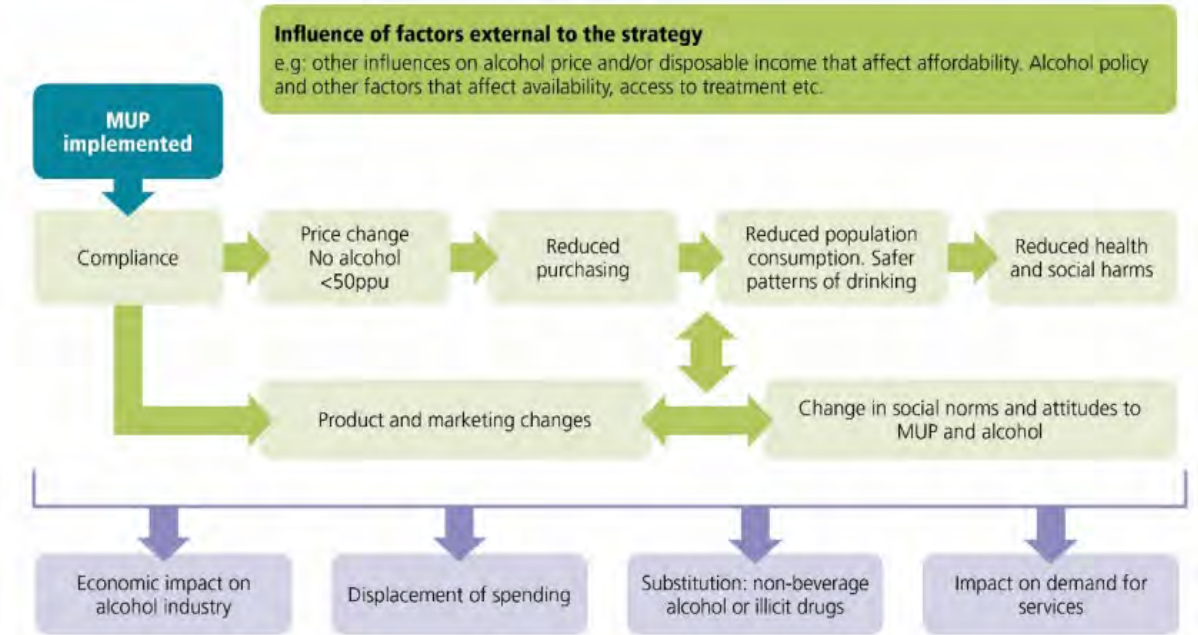 Influence of factors external to the strategy
e.g: other influences on alcohol price and/or disposable income that affect affordability. Alcohol policy
and other factors that affect availability, access to treatment etc.
MUP
implemented
Compliance
Price change
No alcohol
<50ppu
Reduced
purchasing
Reduced population
consumption. Safer
patterns of drinking
Reduced health
and social harms
Product and marketing changes
Change in social norms and attitudes to
MUP and alcohol
Economic impact on
alcohol industry
Displacement of spending
Substitution: non-beverage
alcohol or illicit drugs
Impact on demand for
services